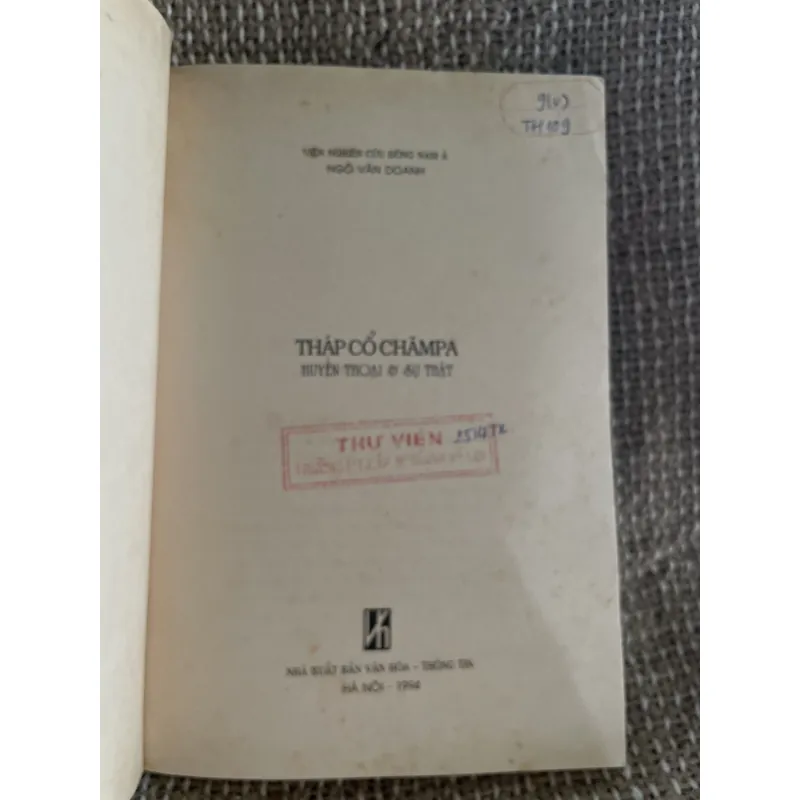 9(V)
TH109
VIỆN NGHIÊN CỨU ĐÔNG NAM Á
NGÔ VĂN DOANH
THÁP CỔ CHĂMPA
HUYỀN THOẠI & SỰ THẬT
THƯ VIỆN
NHÀ XUẤT BẢN VĂN HÓA - THÔNG TIN
HÀ NỘI - 1994